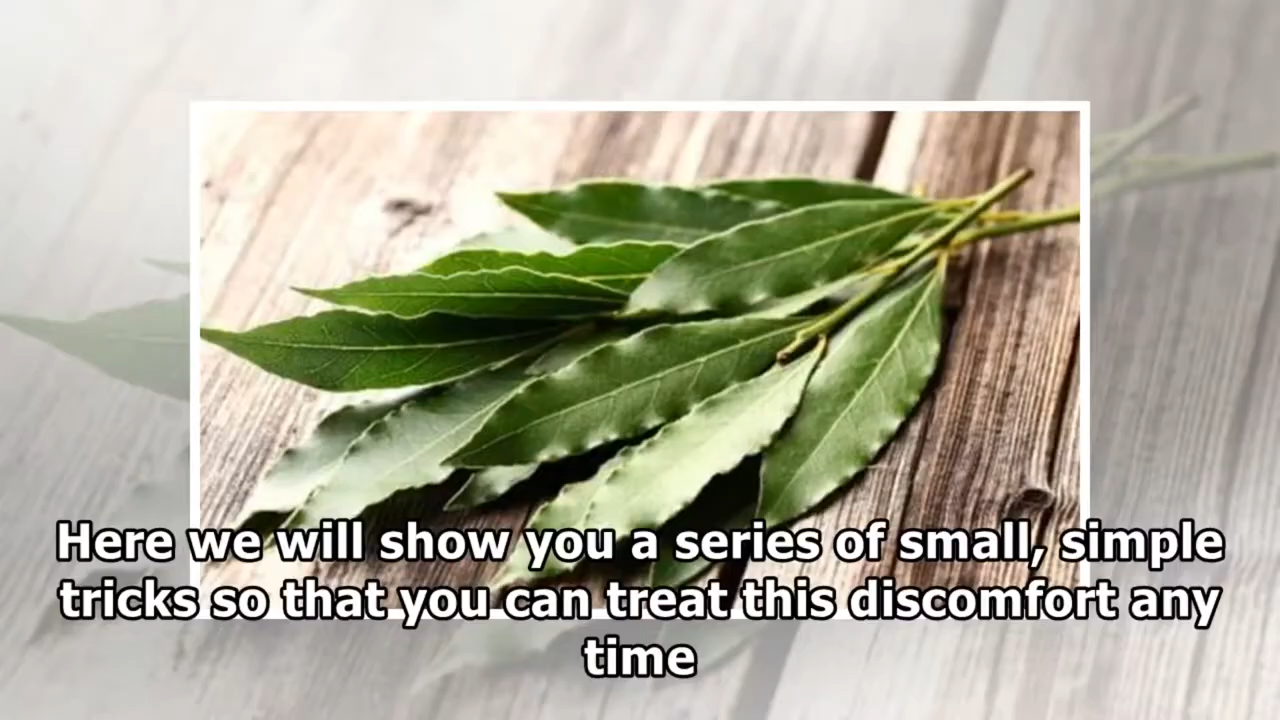 Here we will show you a series of small, simple
tricks so that you can treat this discomfort any
time